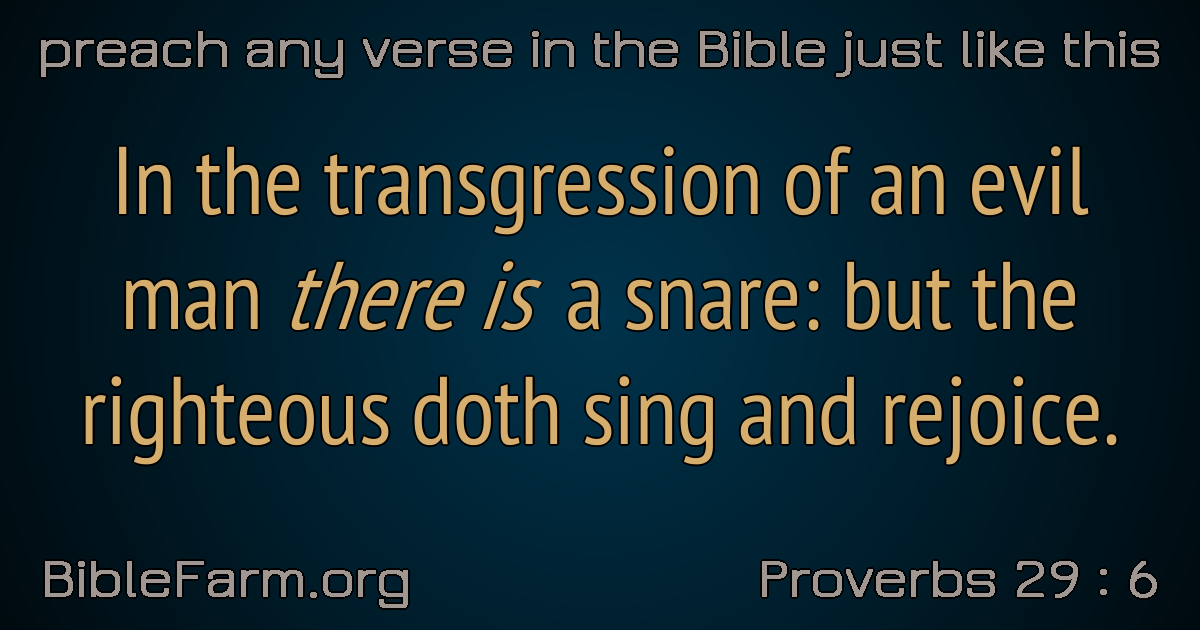 preach any verse in the Bible just like this
In the transgression of an evil
man there is a snare: but the
righteous doth sing and rejoice.
BibleFarm.org
Proverbs 29 : 6